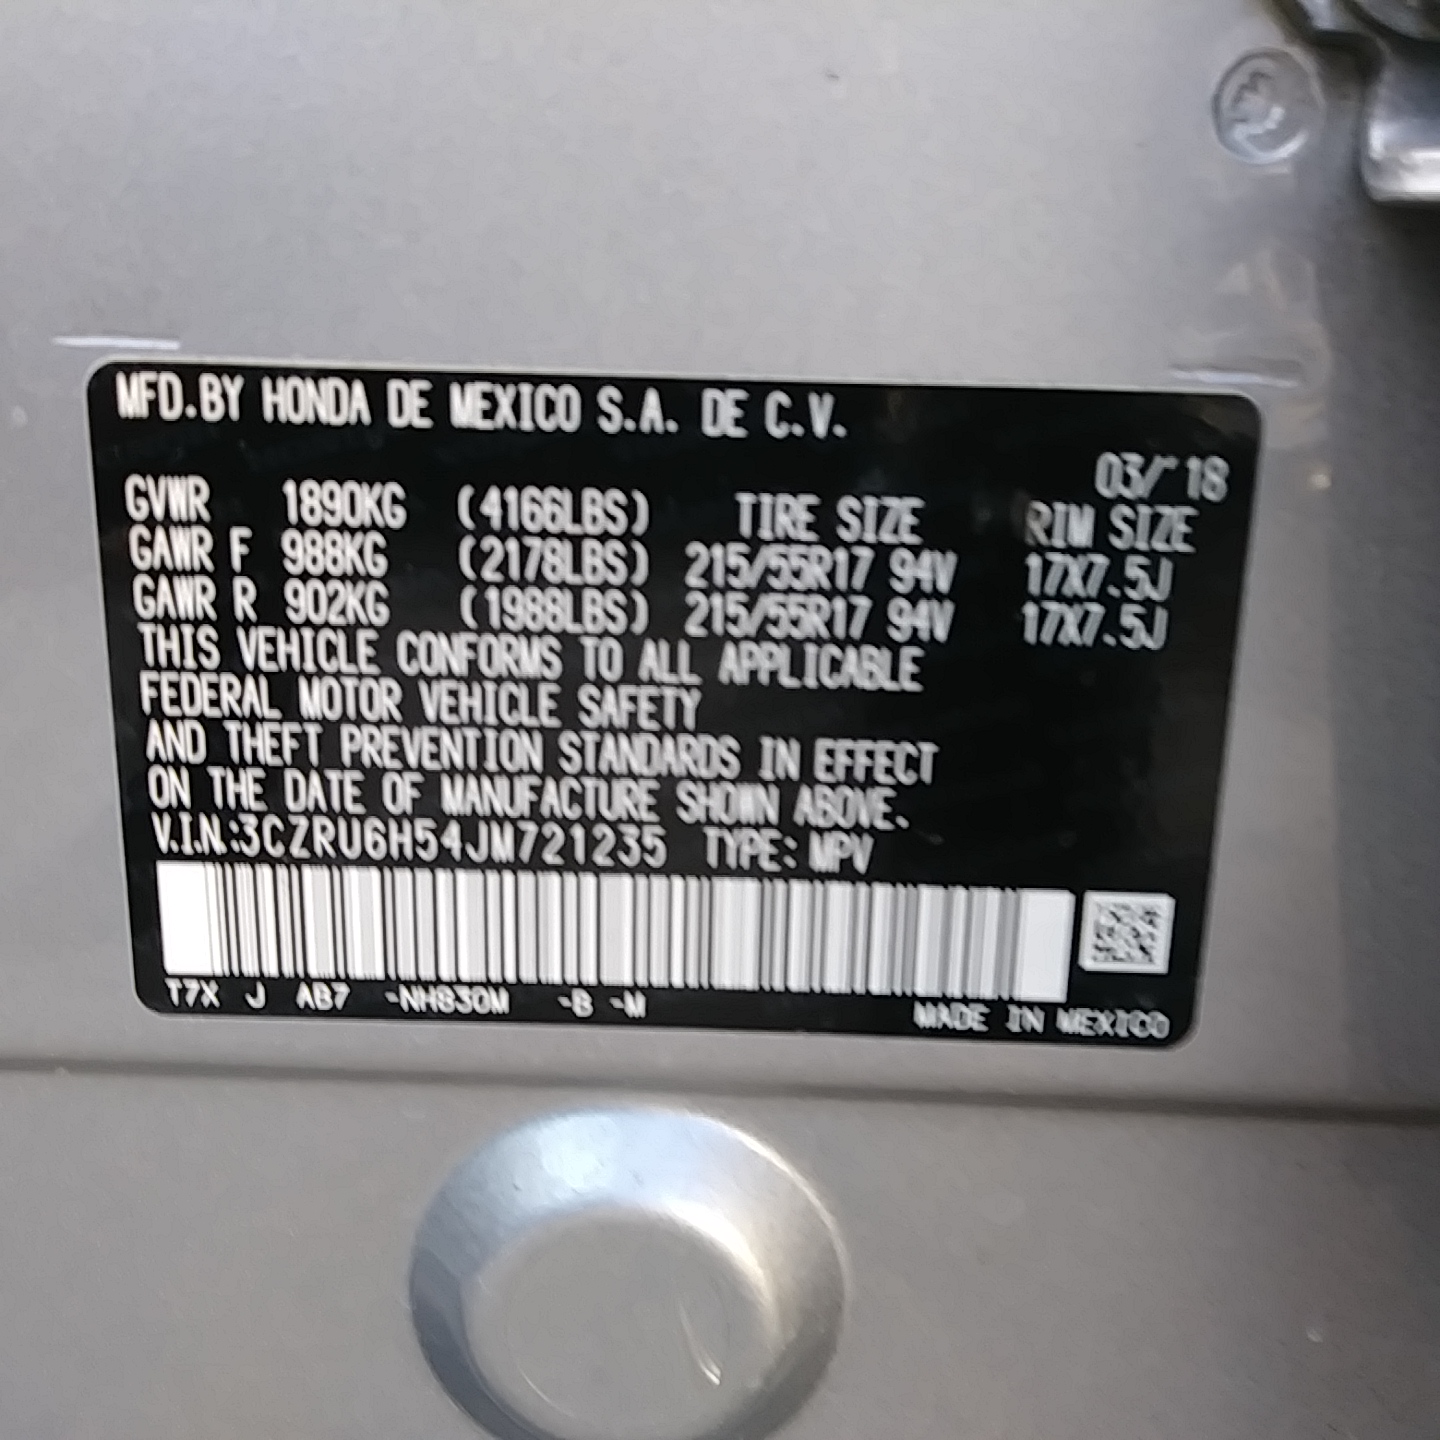 MFD.BY HONDA DE MEXICO S.A. DE C.V.
03/"18
GVWR 1890KG (4166LBS) TIRE SIZE RIM SIZE
GAWR F 988KG (2178LBS) 215/55R17 94V 17X7.5J
GAWR R 902KG (1988LBS) 215/55R17 94V 17X7.5J
THIS VEHICLE CONFORMS TO ALL APPLICABLE
FEDERAL MOTOR VEHICLE SAFETY
AND THEFT PREVENTION STANDARDS IN EFFECT
ON THE DATE OF MANUFACTURE SHOWN ABOVE.
V.I.N.:3CZRU6H54JM721235 TYPE: MPV
T7X J AB7 -NH830M -B -M
MADE IN MEXICO